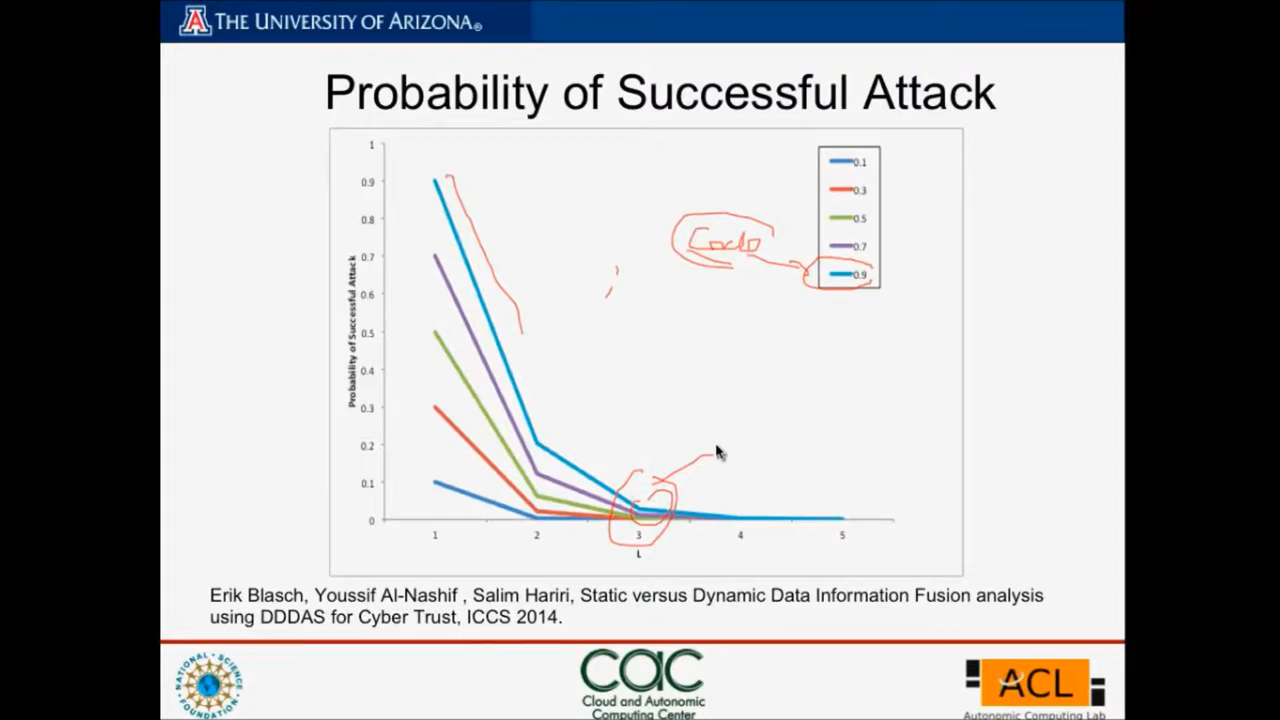 THE UNIVERSITY OF ARIZONA®
Probability of Successful Attack
1
0.9
0.8
0.7
0.6
0.5
0.4
0.3
0.2
0.1
0
Probability of Successful Attack
0.1
0.3
0.5
0.7
0.9
1
2
3
4
5
L
Erik Blasch, Youssif Al-Nashif , Salim Hariri, Static versus Dynamic Data Information Fusion analysis
using DDDAS for Cyber Trust, ICCS 2014.
NATIONAL SCIENCE FOUNDATION
cac
Cloud and Autonomic
Computing Center
ACL
Autonomic Computing Lab